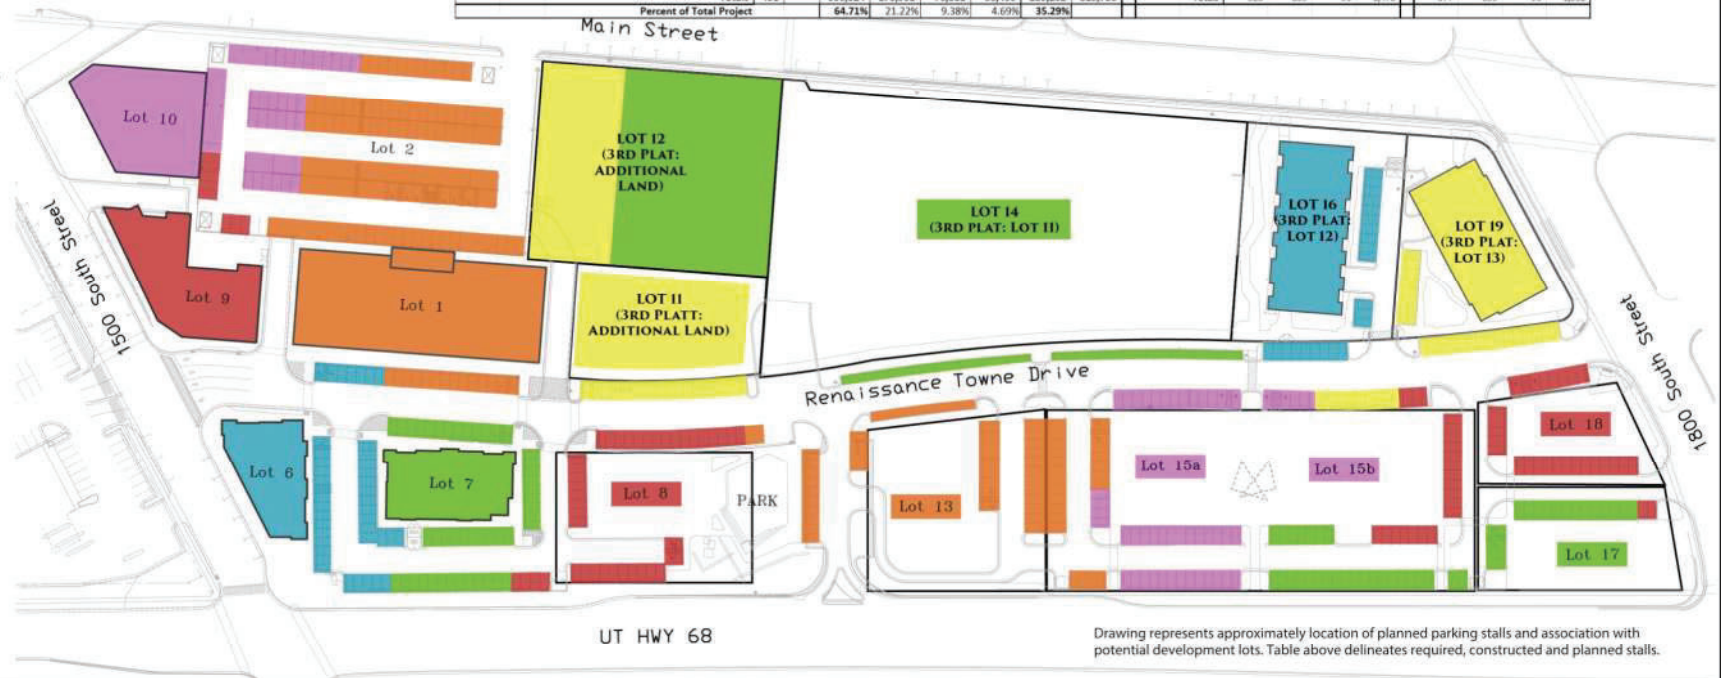 Percent of Total Project 64.71% 21.22% 9.38% 4.69% 35.29%
Main Street
Lot 10
Lot 2
LOT 12
(3RD PLAT:
ADDITIONAL
LAND)
LOT 14
(3RD PLAT: LOT 11)
LOT 16
(3RD PLAT:
LOT 12)
LOT 19
(3RD PLAT:
LOT 13)
1500 South Street
Lot 9
Lot 1
LOT 11
(3RD PLATT:
ADDITIONAL LAND)
1800 South Street
Renaissance Towne Drive
Lot 6
Lot 7
Lot 8
PARK
Lot 13
Lot 15a
Lot 15b
Lot 18
Lot 17
UT HWY 68
Drawing represents approximately location of planned parking stalls and association with
potential development lots. Table above delineates required, constructed and planned stalls.